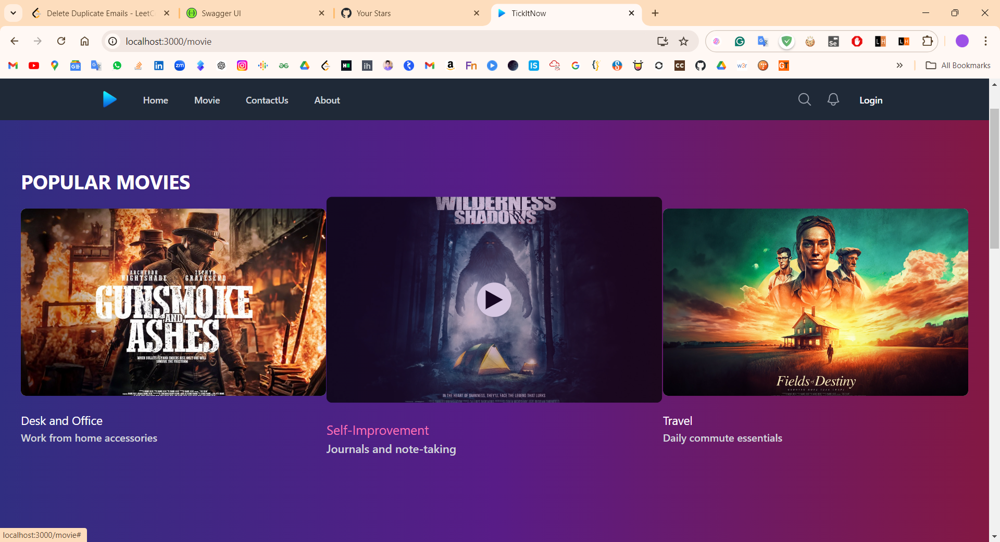 Delete Duplicate Emails - LeetC
Swagger UI
Your Stars
TickItNow
localhost:3000/movie
All Bookmarks
Home
Movie
ContactUs
About
Login
POPULAR MOVIES
ARCHERON
NIGHTSHADE
ZEPHYR
GRAVESEND
GUNSMOKE
AND
ASHES
WHEN BULLETS FLY AND EMBERS RISE, ONLY ONE WILL
SURVIVE THE FIRESTORM
WILDERNESS
SHADOWS
IN THE HEART OF DARKNESS, THEY'LL FACE THE LEGEND THAT LURKS
Fields of Destiny
Desk and Office
Work from home accessories
Self-Improvement
Journals and note-taking
Travel
Daily commute essentials
localhost:3000/movie#